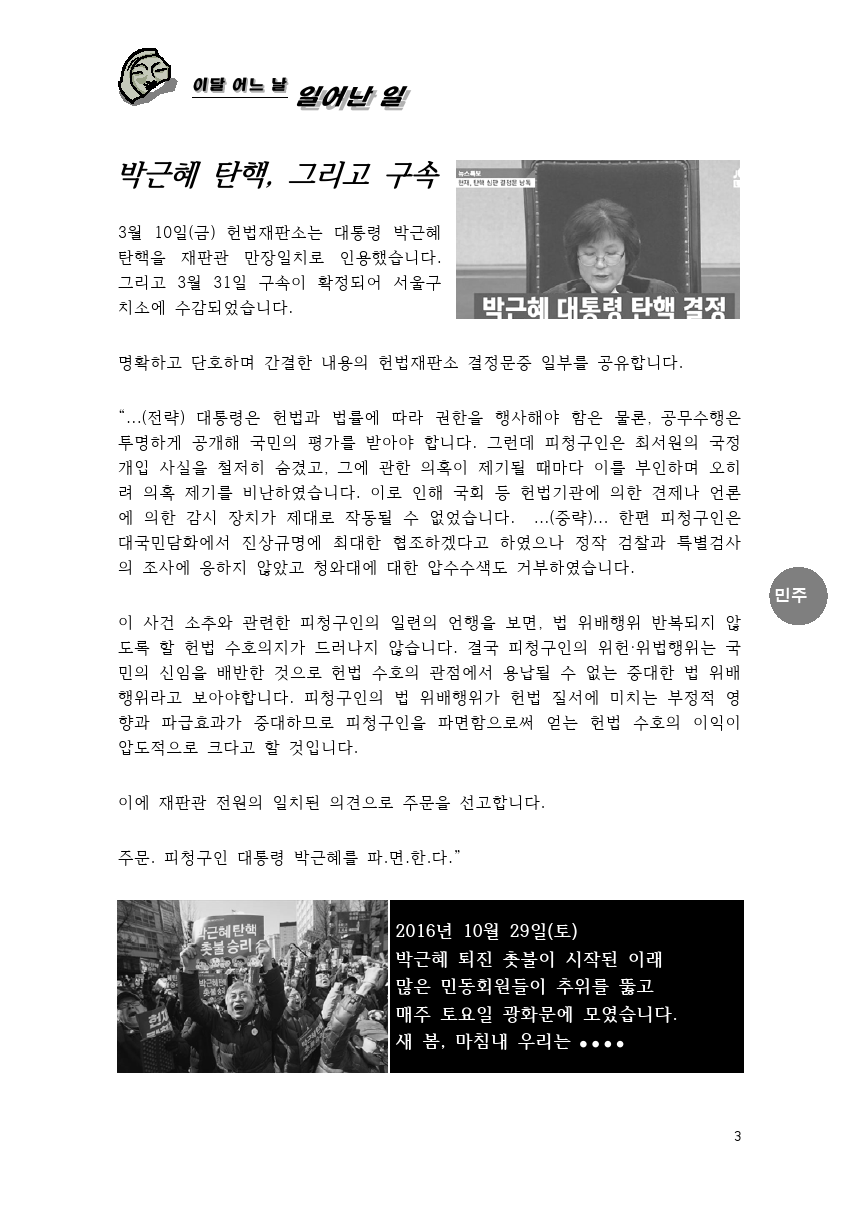 이달 어느 날 일어난 일
박근혜 탄핵, 그리고 구속
3월 10일(금) 헌법재판소는 대통령 박근혜
탄핵을 재판관 만장일치로 인용했습니다.
그리고 3월 31일 구속이 확정되어 서울구
치소에 수감되었습니다.
뉴스특보
헌재, 탄핵 심판 결정문 낭독
박근혜 대통령 탄핵 결정
명확하고 단호하며 간결한 내용의 헌법재판소 결정문중 일부를 공유합니다.
“…(전략) 대통령은 헌법과 법률에 따라 권한을 행사해야 함은 물론, 공무수행은
투명하게 공개해 국민의 평가를 받아야 합니다. 그런데 피청구인은 최서원의 국정
개입 사실을 철저히 숨겼고, 그에 관한 의혹이 제기될 때마다 이를 부인하며 오히
려 의혹 제기를 비난하였습니다. 이로 인해 국회 등 헌법기관에 의한 견제나 언론
에 의한 감시 장치가 제대로 작동될 수 없었습니다. …(중략)… 한편 피청구인은
대국민담화에서 진상규명에 최대한 협조하겠다고 하였으나 정작 검찰과 특별검사
의 조사에 응하지 않았고 청와대에 대한 압수수색도 거부하였습니다.
민주
이 사건 소추와 관련한 피청구인의 일련의 언행을 보면, 법 위배행위 반복되지 않
도록 할 헌법 수호의지가 드러나지 않습니다. 결국 피청구인의 위헌·위법행위는 국
민의 신임을 배반한 것으로 헌법 수호의 관점에서 용납될 수 없는 중대한 법 위배
행위라고 보아야합니다. 피청구인의 법 위배행위가 헌법 질서에 미치는 부정적 영
향과 파급효과가 중대하므로 피청구인을 파면함으로써 얻는 헌법 수호의 이익이
압도적으로 크다고 할 것입니다.
이에 재판관 전원의 일치된 의견으로 주문을 선고합니다.
주문. 피청구인 대통령 박근혜를 파.면.한.다.”
박근혜탄핵
촛불승리
박근혜탄핵
헌재
2016년 10월 29일(토)
박근혜 퇴진 촛불이 시작된 이래
많은 민동회원들이 추위를 뚫고
매주 토요일 광화문에 모였습니다.
새 봄, 마침내 우리는 ● ● ● ●
3